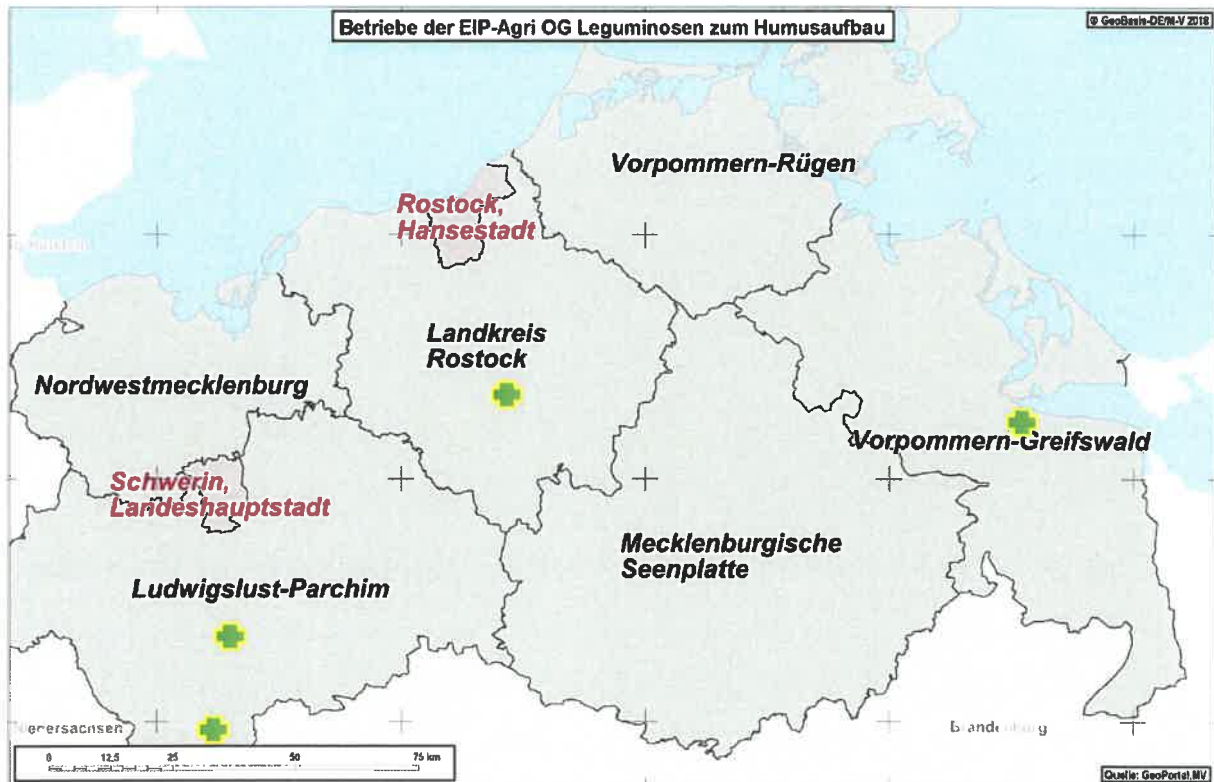 Betriebe der EIP-Agri OG Leguminosen zum Humusaufbau
© GeoBasis-DE/M-V 2018
Vorpommern-Rügen
Rostock,
Hansestadt
Landkreis
Rostock
Nordwestmecklenburg
Vorpommern-Greifswald
Schwerin,
Landeshauptstadt
Mecklenburgische
Seenplatte
Ludwigslust-Parchim
Brandenburg
0 12,5 25 50 75 km
Quelle: GeoPortal.MV